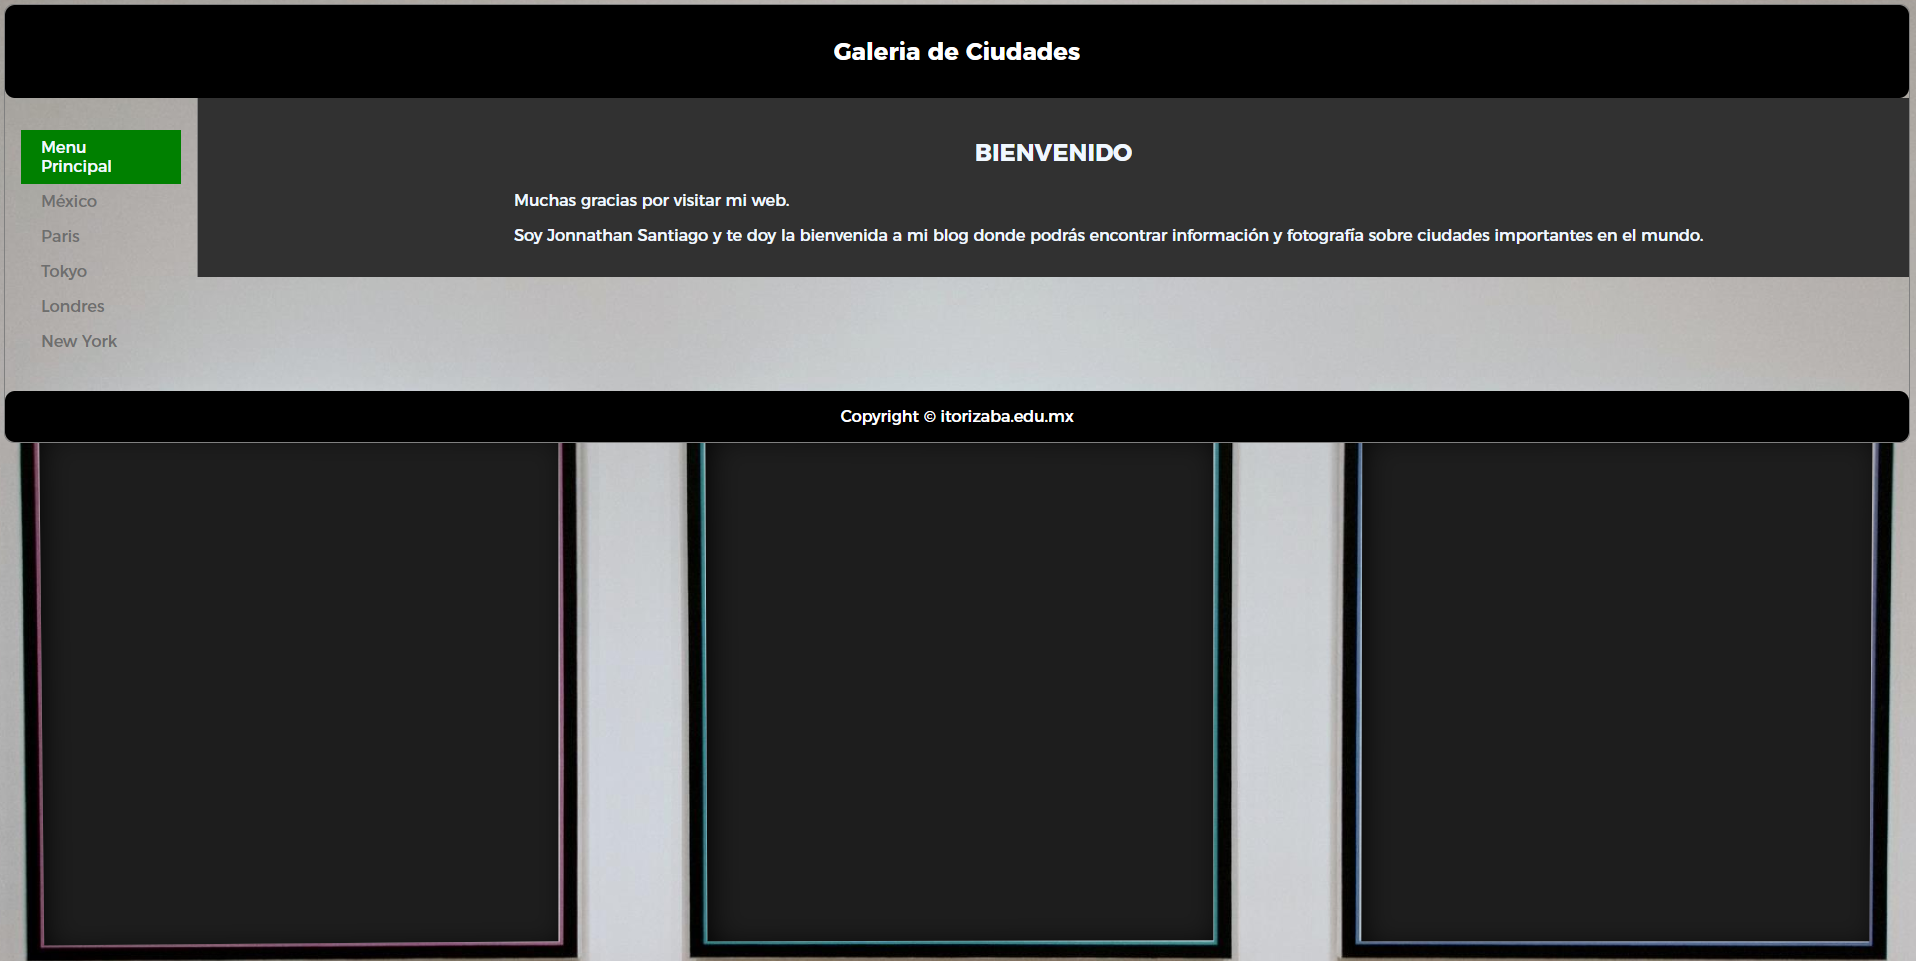 Galeria de Ciudades
Menu
Principal
México
Paris
Tokyo
Londres
New York
BIENVENIDO
Muchas gracias por visitar mi web.
Soy Jonnathan Santiago y te doy la bienvenida a mi blog donde podrás encontrar información y fotografía sobre ciudades importantes en el mundo.
Copyright © itorizaba.edu.mx